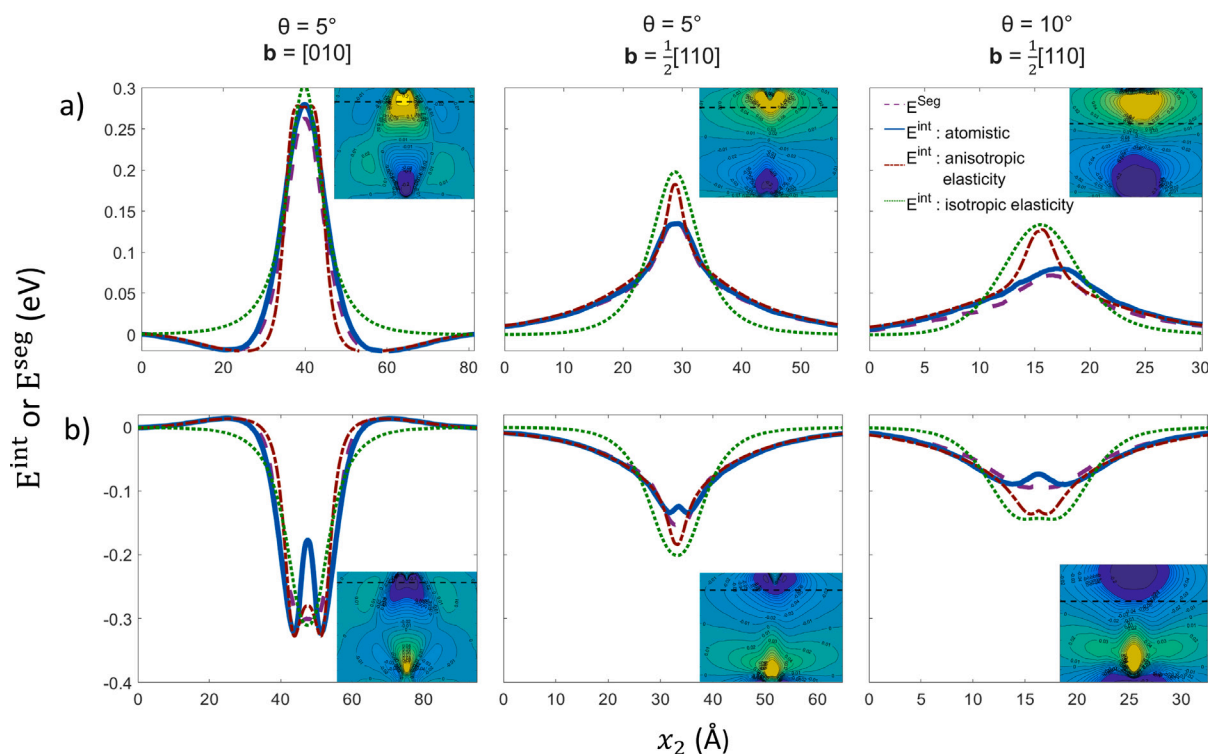 θ = 5°
b = [010]
θ = 5°
b = ½[110]
θ = 10°
b = ½[110]
a)
0.3
0.25
0.2
0.15
0.1
0.05
0
0 20 40 60 80
0 10 20 30 40 50
0 5 10 15 20 25 30
E^Seg
E^int : atomistic
E^int : anisotropic
elasticity
E^int : isotropic elasticity
E^int or E^seg (eV)
b)
0
-0.1
-0.2
-0.3
-0.4
0 20 40 60 80
0 10 20 30 40 50 60
0 5 10 15 20 25 30
x₂ (Å)